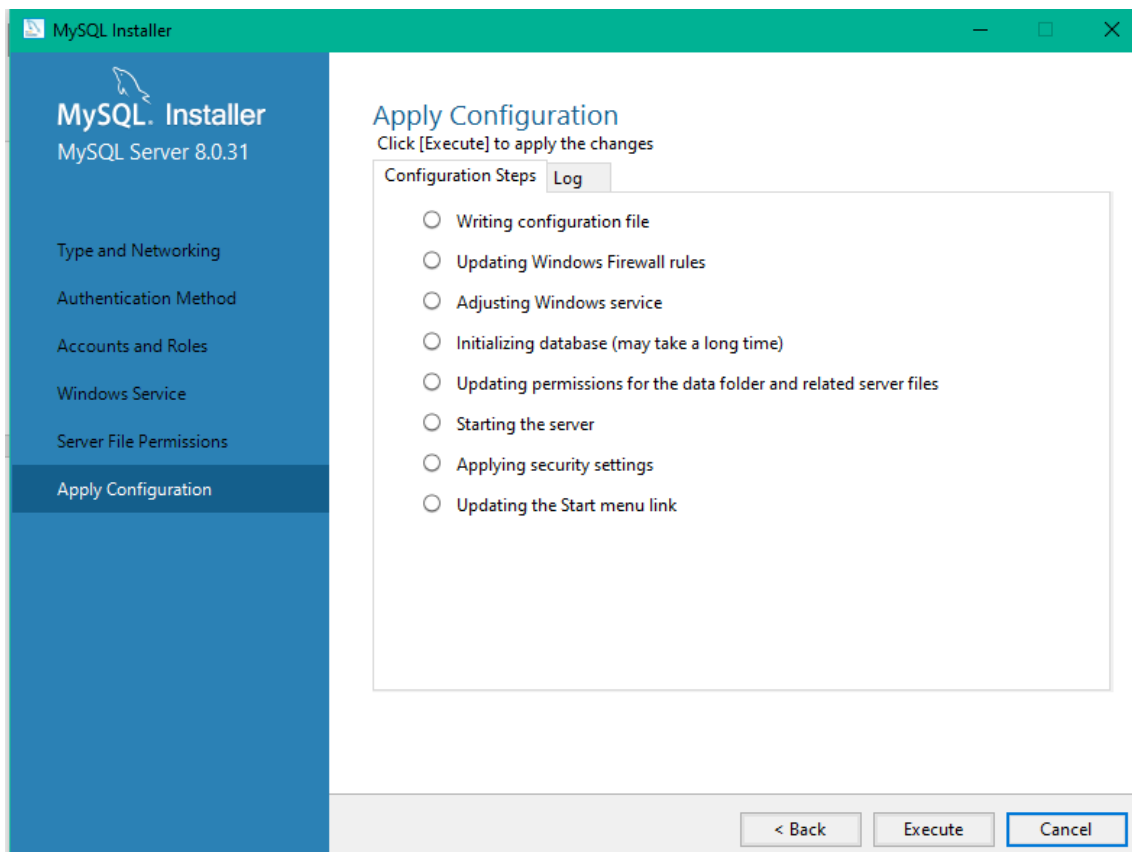 MySQL Installer
MySQL. Installer
MySQL Server 8.0.31
Type and Networking
Authentication Method
Accounts and Roles
Windows Service
Server File Permissions
Apply Configuration
Apply Configuration
Click [Execute] to apply the changes
Configuration Steps
Log
Writing configuration file
Updating Windows Firewall rules
Adjusting Windows service
Initializing database (may take a long time)
Updating permissions for the data folder and related server files
Starting the server
Applying security settings
Updating the Start menu link
< Back
Execute
Cancel